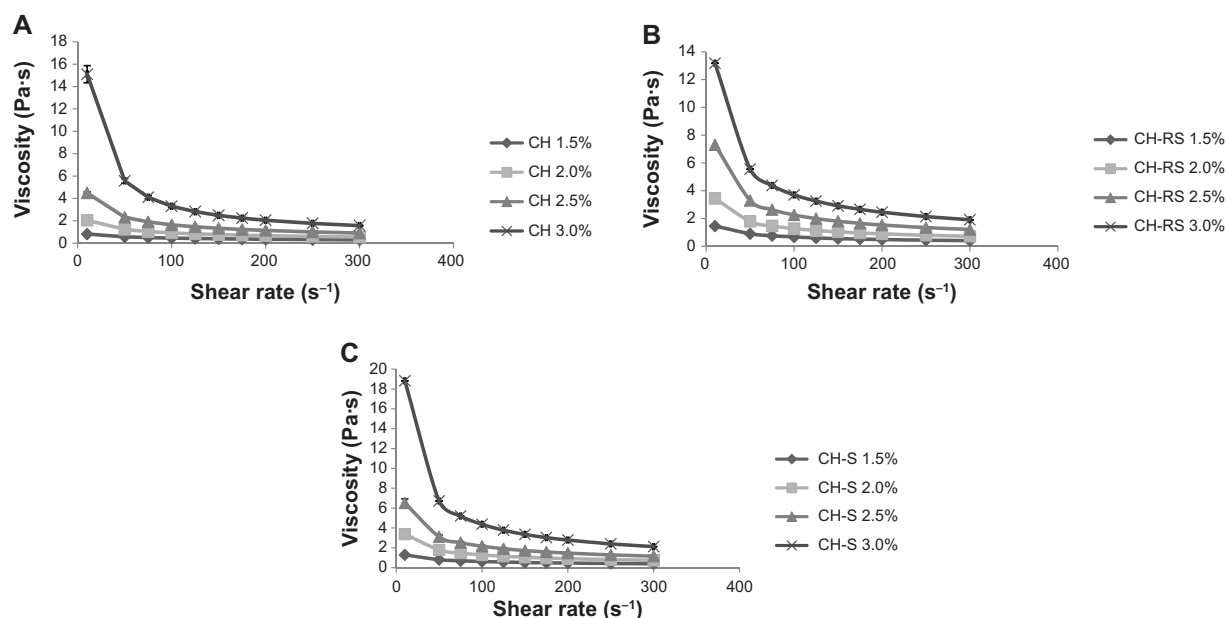 A
Viscosity (Pa·s)
18
16
14
12
10
8
6
4
2
0
0 100 200 300 400
Shear rate (s⁻¹)
CH 1.5%
CH 2.0%
CH 2.5%
CH 3.0%
B
Viscosity (Pa·s)
14
12
10
8
6
4
2
0
0 100 200 300 400
Shear rate (s⁻¹)
CH-RS 1.5%
CH-RS 2.0%
CH-RS 2.5%
CH-RS 3.0%
C
Viscosity (Pa·s)
20
18
16
14
12
10
8
6
4
2
0
0 100 200 300 400
Shear rate (s⁻¹)
CH-S 1.5%
CH-S 2.0%
CH-S 2.5%
CH-S 3.0%